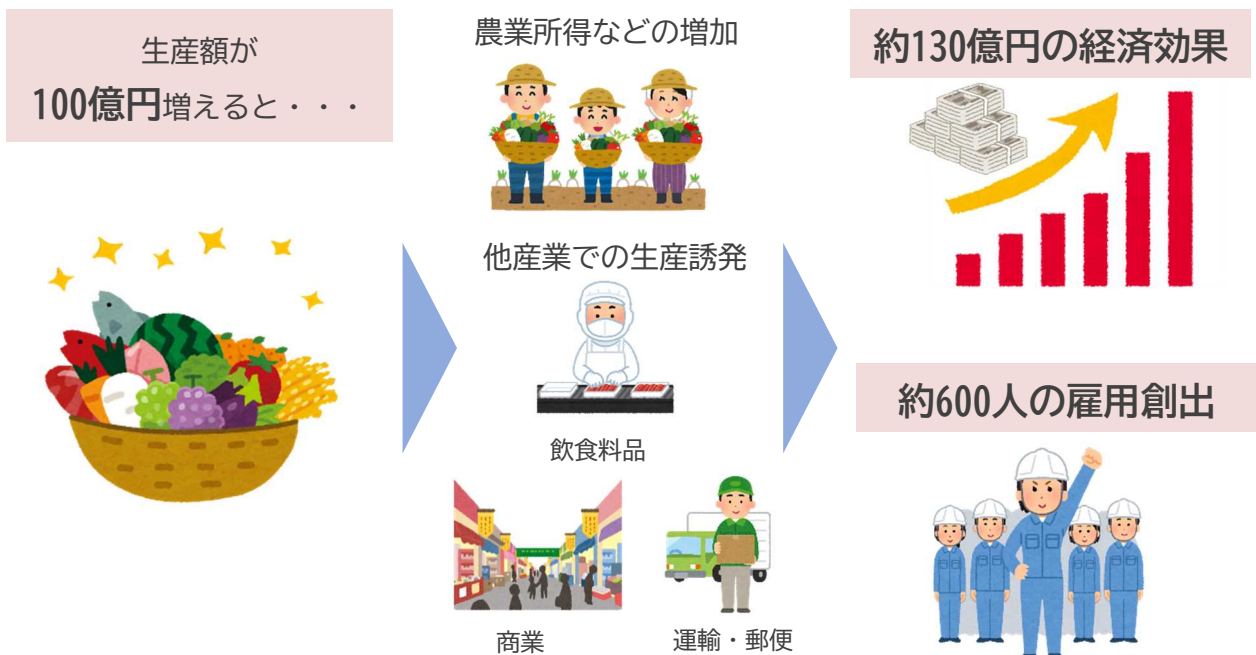 生産額が
100億円増えると・・・
農業所得などの増加
他産業での生産誘発
飲食料品
商業
運輸・郵便
約130億円の経済効果
約600人の雇用創出